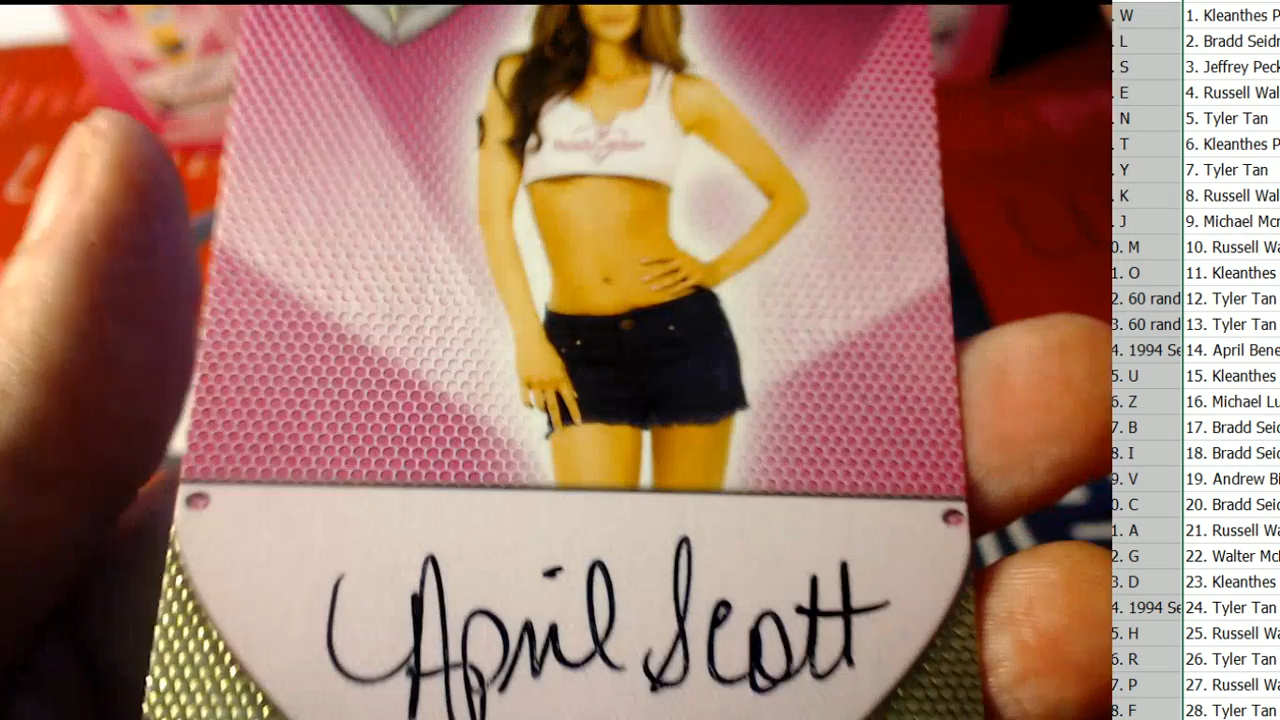 April Scott
W 1. Kleanthes P
L 2. Bradd Seidr
S 3. Jeffrey Peck
E 4. Russell Wal
N 5. Tyler Tan
T 6. Kleanthes P
Y 7. Tyler Tan
K 8. Russell Wal
J 9. Michael Mcr
0. M 10. Russell Wa
1. O 11. Kleanthes
2. 60 rand 12. Tyler Tan
3. 60 rand 13. Tyler Tan
4. 1994 Se 14. April Bene
5. U 15. Kleanthes
6. Z 16. Michael Lu
7. B 17. Bradd Seid
8. I 18. Bradd Seid
9. V 19. Andrew Bi
0. C 20. Bradd Seid
1. A 21. Russell Wa
2. G 22. Walter Mcl
3. D 23. Kleanthes
4. 1994 Se 24. Tyler Tan
5. H 25. Russell Wa
6. R 26. Tyler Tan
7. P 27. Russell Wa
8. F 28. Tyler Tan